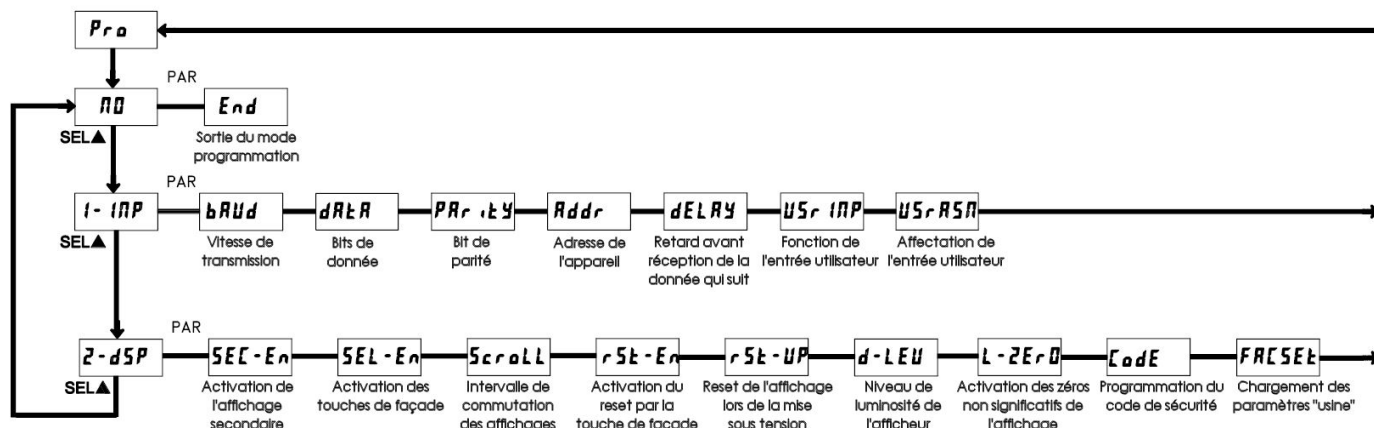 Pro
PAR
NO
End
SEL▲
Sortie du mode
programmation
PAR
1-INP
bAUd
dAtA
PAritY
Addr
dELAY
USrINP
USrASN
SEL▲
Vitesse de
transmission
Bits de
donnée
Bit de
parité
Adresse de
l'appareil
Retard avant
réception de la
donnée qui suit
Fonction de
l'entrée utilisateur
Affectation de
l'entrée utilisateur
PAR
2-dSP
SEC-En
SEL-En
ScroLL
rSt-En
rSt-UP
d-LEV
L-ZErO
CodE
FACSEt
SEL▲
Activation de
l'affichage
secondaire
Activation des
touches de façade
Intervalle de
commutation
des affichages
Activation du
reset par la
touche de façade
Reset de l'affichage
lors de la mise
sous tension
Niveau de
luminosité de
l'afficheur
Activation des zéros
non significatifs de
l'affichage
Programmation du
code de sécurité
Chargement des
paramètres "usine"